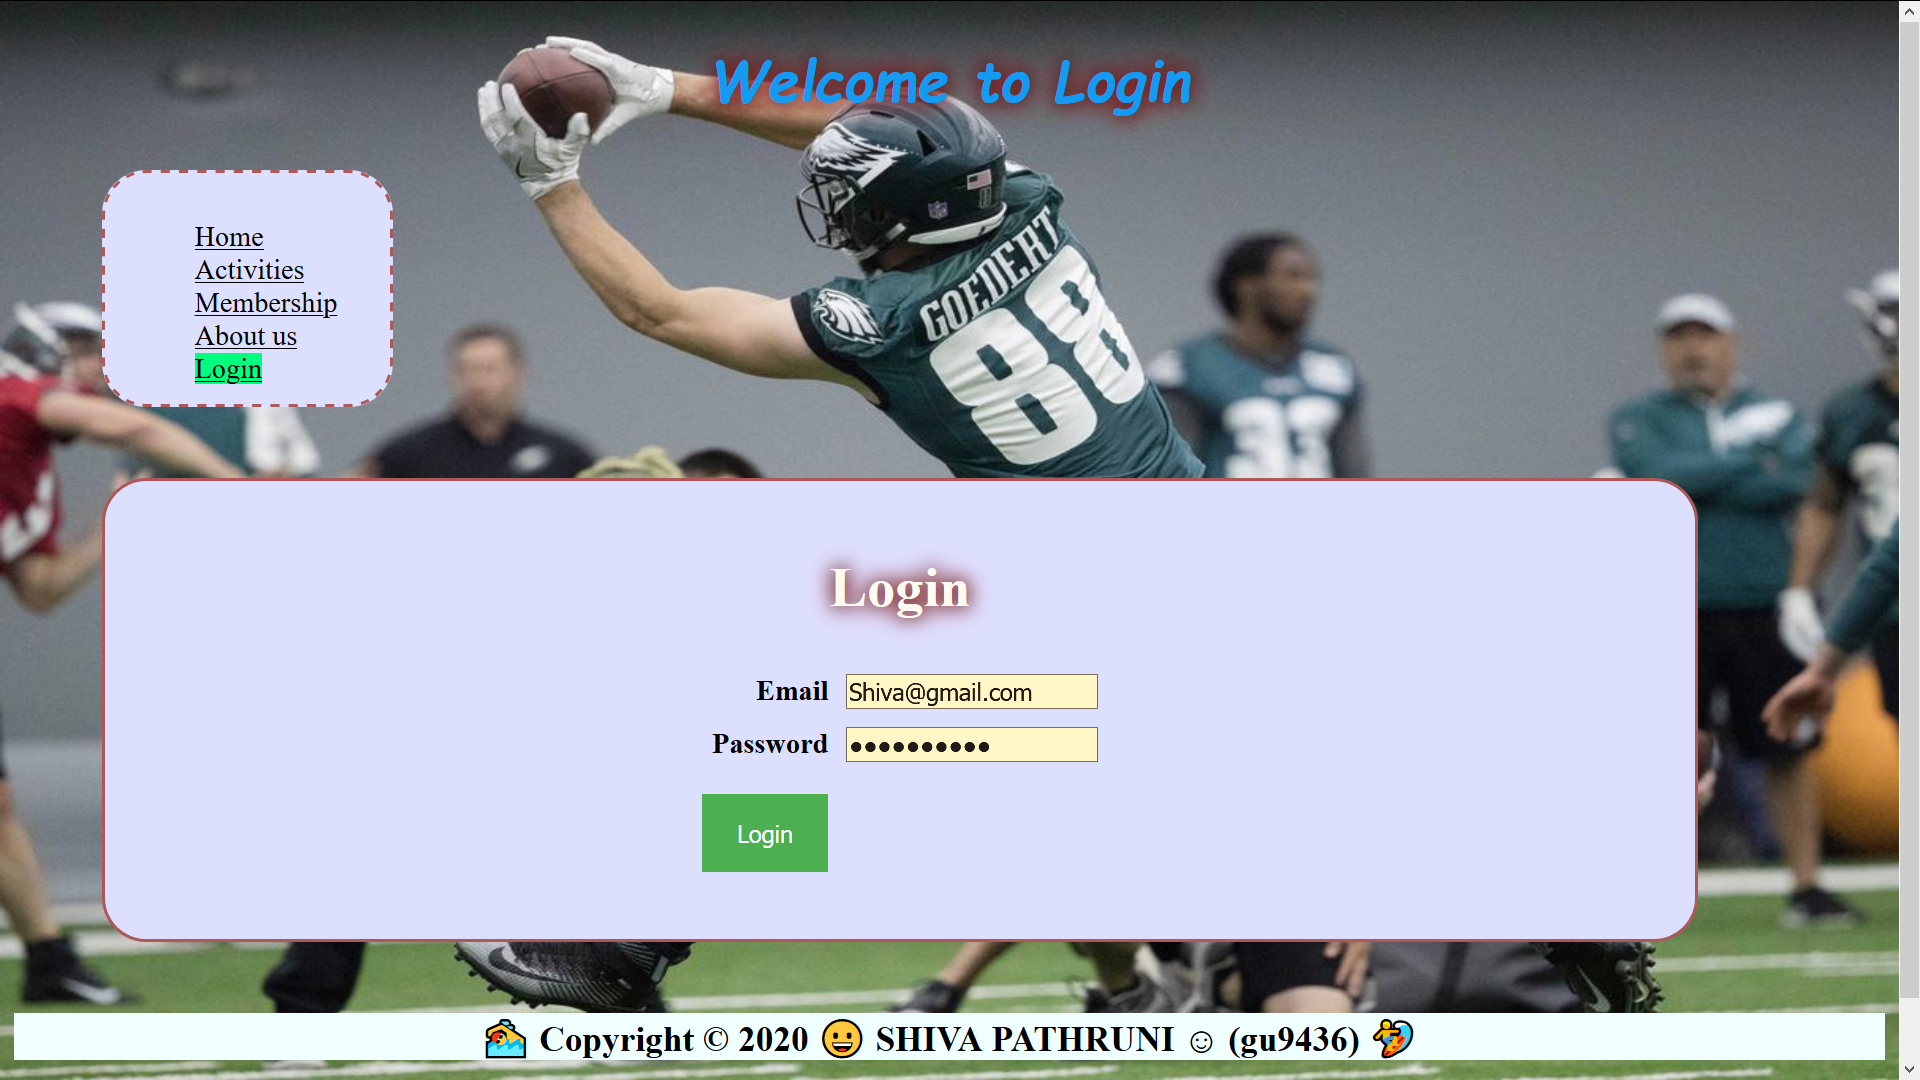 Welcome to Login
Home
Activities
Membership
About us
Login
GOEDERT
88
33
Login
Email Shiva@gmail.com
Password ●●●●●●●●●●
Login
Copyright © 2020 😀 SHIVA PATHRUNI ☺ (gu9436)